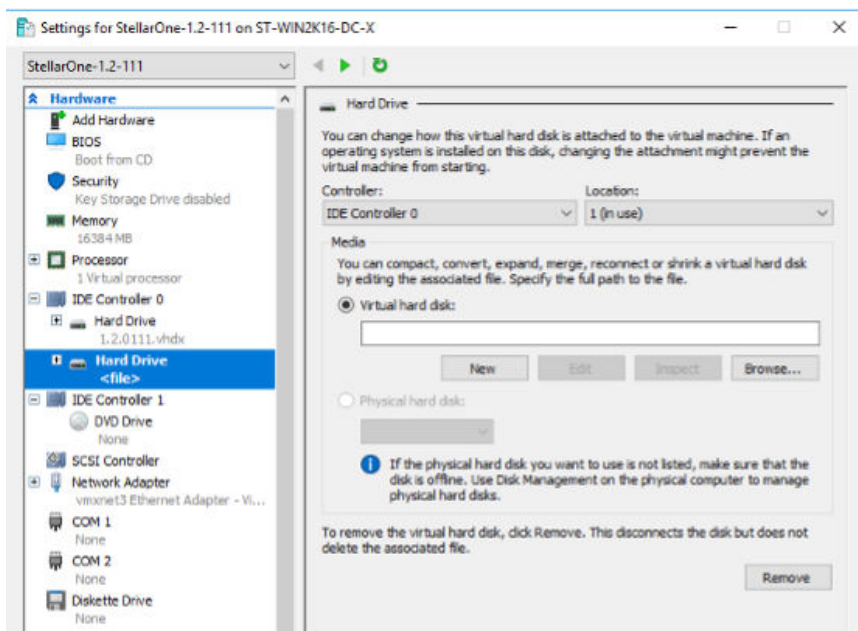 Settings for StellarOne-1.2-111 on ST-WIN2K16-DC-X
StellarOne-1.2-111
Hardware
Add Hardware
BIOS
Boot from CD
Security
Key Storage Drive disabled
Memory
16384 MB
Processor
1 Virtual processor
IDE Controller 0
Hard Drive
1.2.0111.vhdx
Hard Drive
<file>
IDE Controller 1
DVD Drive
None
SCSI Controller
Network Adapter
vmxnet3 Ethernet Adapter - Vi...
COM 1
None
COM 2
None
Diskette Drive
None
Hard Drive
You can change how this virtual hard disk is attached to the virtual machine. If an
operating system is installed on this disk, changing the attachment might prevent the
virtual machine from starting.
Controller: Location:
IDE Controller 0 1 (in use)
Media
You can compact, convert, expand, merge, reconnect or shrink a virtual hard disk
by editing the associated file. Specify the full path to the file.
Virtual hard disk:
New Edit Inspect Browse...
Physical hard disk:
If the physical hard disk you want to use is not listed, make sure that the
disk is offline. Use Disk Management on the physical computer to manage
physical hard disks.
To remove the virtual hard disk, click Remove. This disconnects the disk but does not
delete the associated file.
Remove